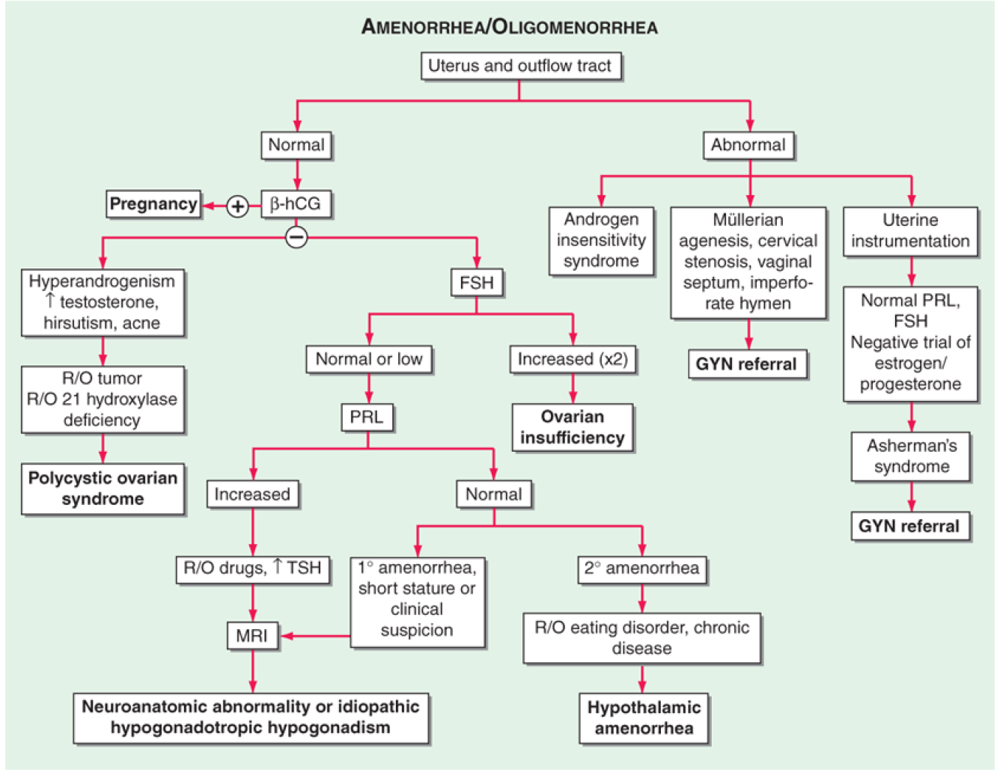 AMENORRHEA/OLIGOMENORRHEA
Uterus and outflow tract
Normal
Abnormal
Pregnancy
+
β-hCG
−
Androgen
insensitivity
syndrome
Müllerian
agenesis, cervical
stenosis, vaginal
septum, imperfo-
rate hymen
Uterine
instrumentation
Hyperandrogenism
↑ testosterone,
hirsutism, acne
FSH
Normal PRL,
FSH
Negative trial of
estrogen/
progesterone
Normal or low
Increased (x2)
GYN referral
R/O tumor
R/O 21 hydroxylase
deficiency
PRL
Ovarian
insufficiency
Asherman's
syndrome
Polycystic ovarian
syndrome
Increased
Normal
GYN referral
R/O drugs, ↑ TSH
1° amenorrhea,
short stature or
clinical
suspicion
2° amenorrhea
MRI
R/O eating disorder, chronic
disease
Neuroanatomic abnormality or idiopathic
hypogonadotropic hypogonadism
Hypothalamic
amenorrhea